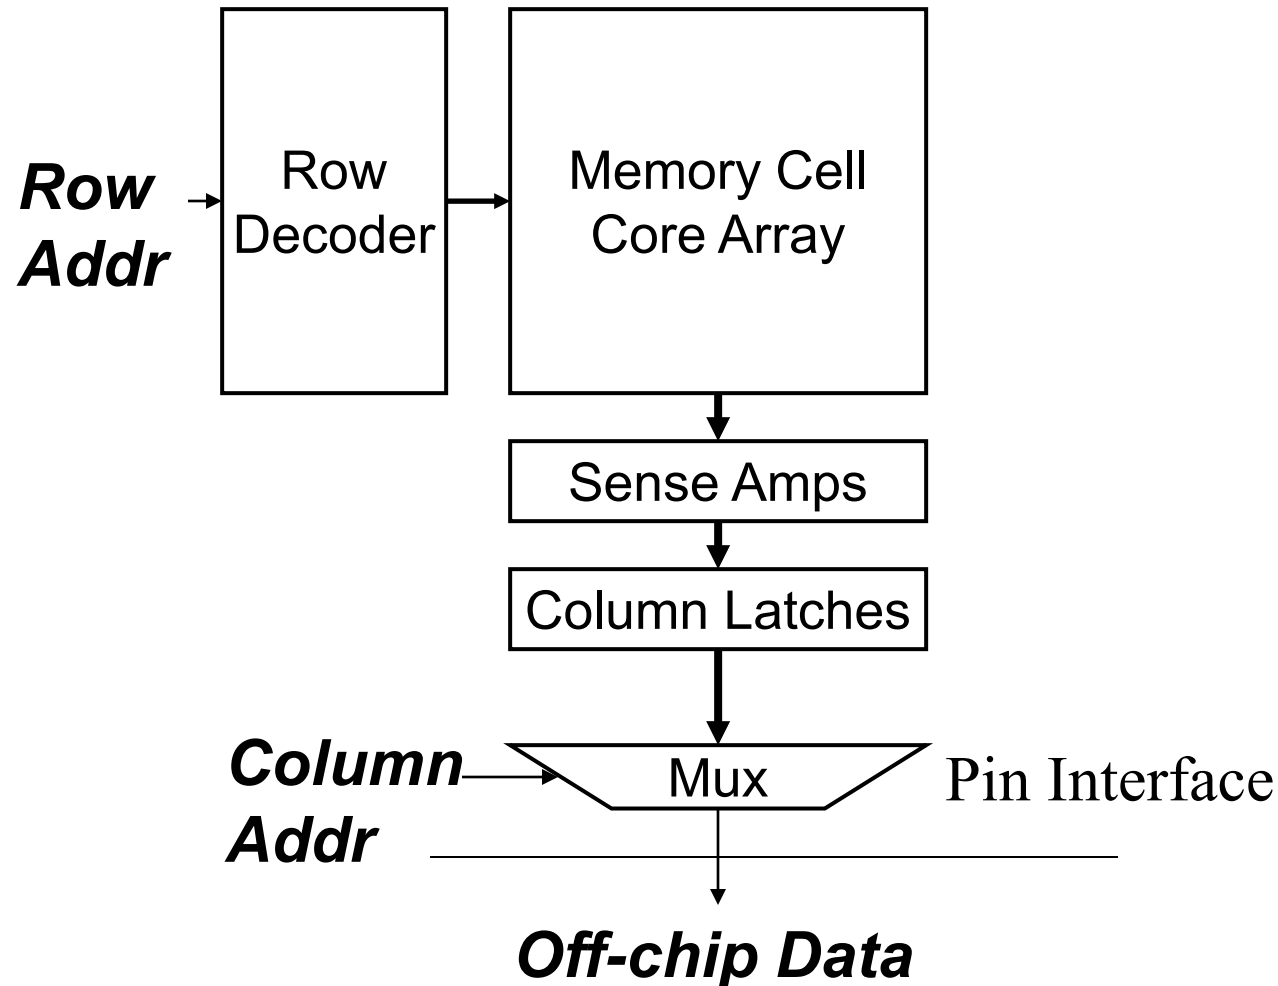 Row
Addr
Row
Decoder
Memory Cell
Core Array
Sense Amps
Column Latches
Column
Addr
Mux
Pin Interface
Off-chip Data